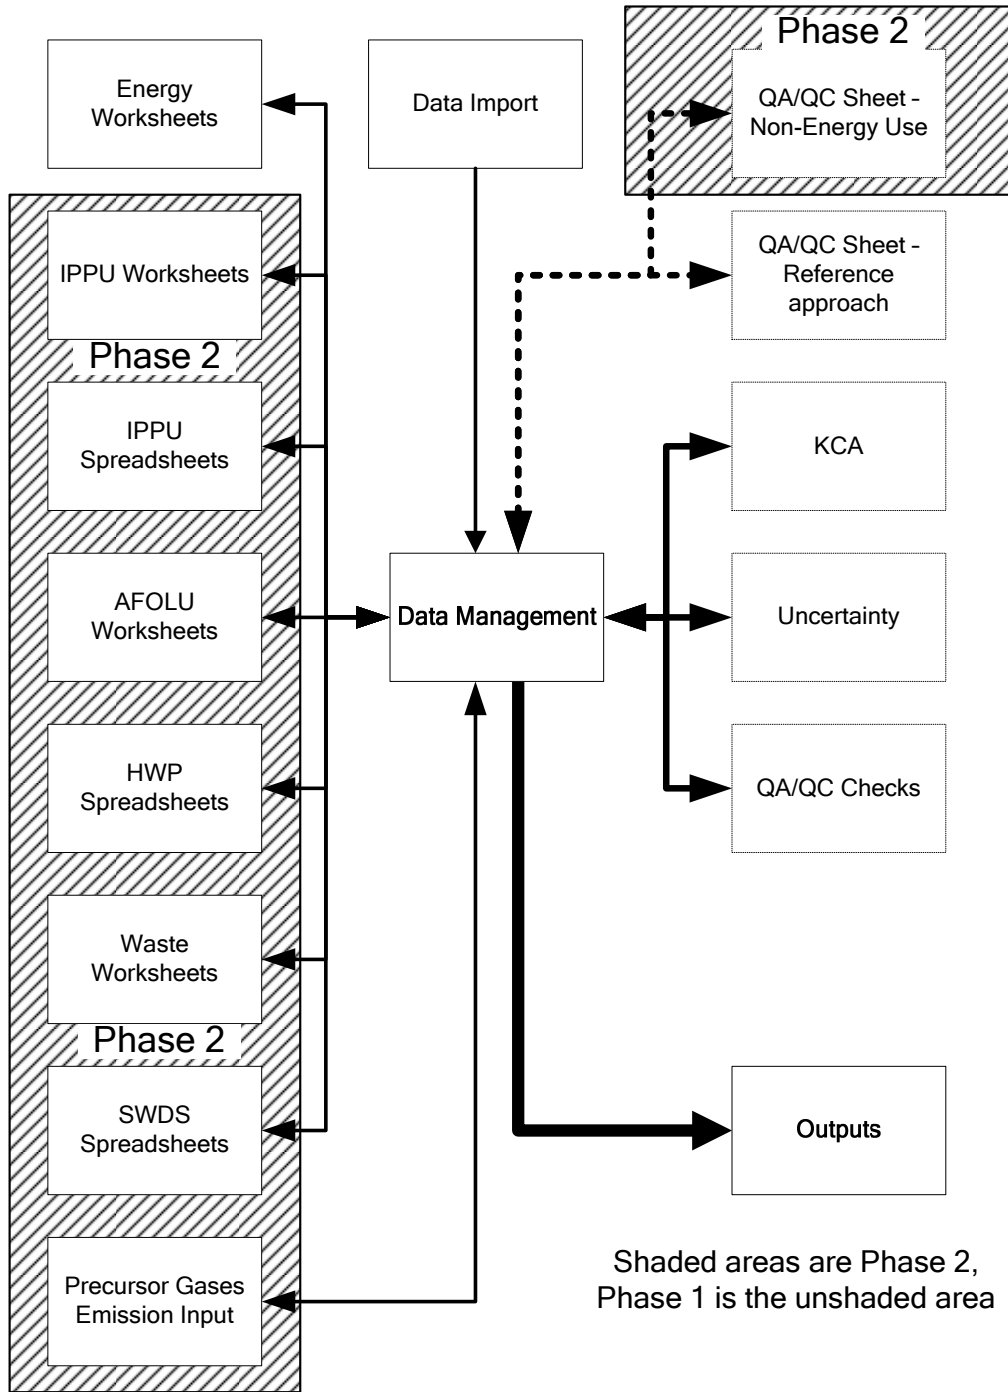 Energy
Worksheets
Data Import
Phase 2
QA/QC Sheet -
Non-Energy Use
IPPU Worksheets
QA/QC Sheet -
Reference
approach
Phase 2
IPPU
Spreadsheets
KCA
AFOLU
Worksheets
Data Management
Uncertainty
HWP
Spreadsheets
QA/QC Checks
Waste
Worksheets
Phase 2
SWDS
Spreadsheets
Outputs
Precursor Gases
Emission Input
Shaded areas are Phase 2,
Phase 1 is the unshaded area